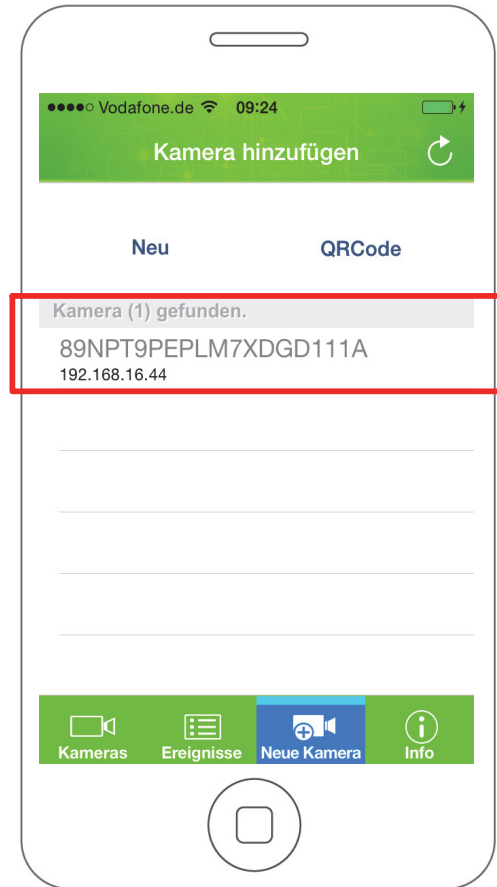 Vodafone.de 09:24
Kamera hinzufügen
Neu QRCode
Kamera (1) gefunden.
89NPT9PEPLM7XDGD111A
192.168.16.44
Kameras Ereignisse Neue Kamera Info